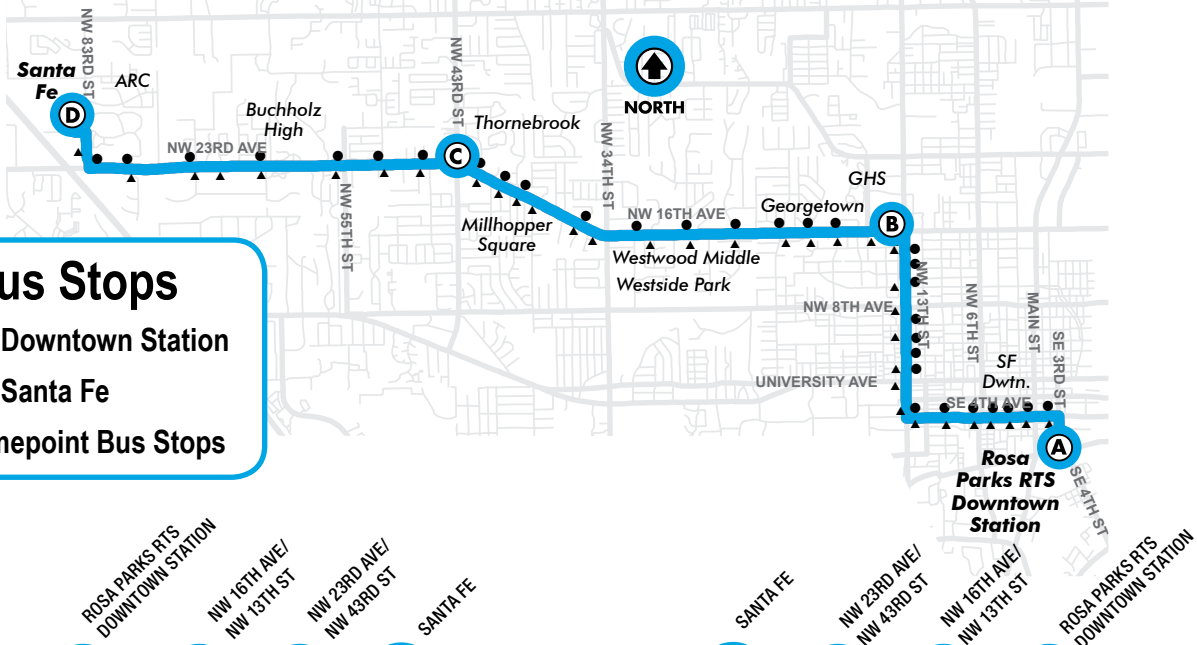 NW 83RD ST
Santa
Fe
ARC
D
Buchholz
High
NW 23RD AVE
NW 55TH ST
NW 43RD ST
C
Thornebrook
NORTH
NW 34TH ST
Millhopper
Square
NW 16TH AVE
Westwood Middle
Westside Park
Georgetown
GHS
B
NW 13TH ST
NW 8TH AVE
UNIVERSITY AVE
NW 6TH ST
MAIN ST
SE 3RD ST
SF
Dwtn.
SE 4TH AVE
A
Rosa
Parks RTS
Downtown
Station
SE 4TH ST
us Stops
Downtown Station
Santa Fe
mepoint Bus Stops
ROSA PARKS RTS
DOWNTOWN STATION
NW 16TH AVE/
NW 13TH ST
NW 23RD AVE/
NW 43RD ST
SANTA FE
SANTA FE
NW 23RD AVE/
NW 43RD ST
NW 16TH AVE/
NW 13TH ST
ROSA PARKS RTS
DOWNTOWN STATION